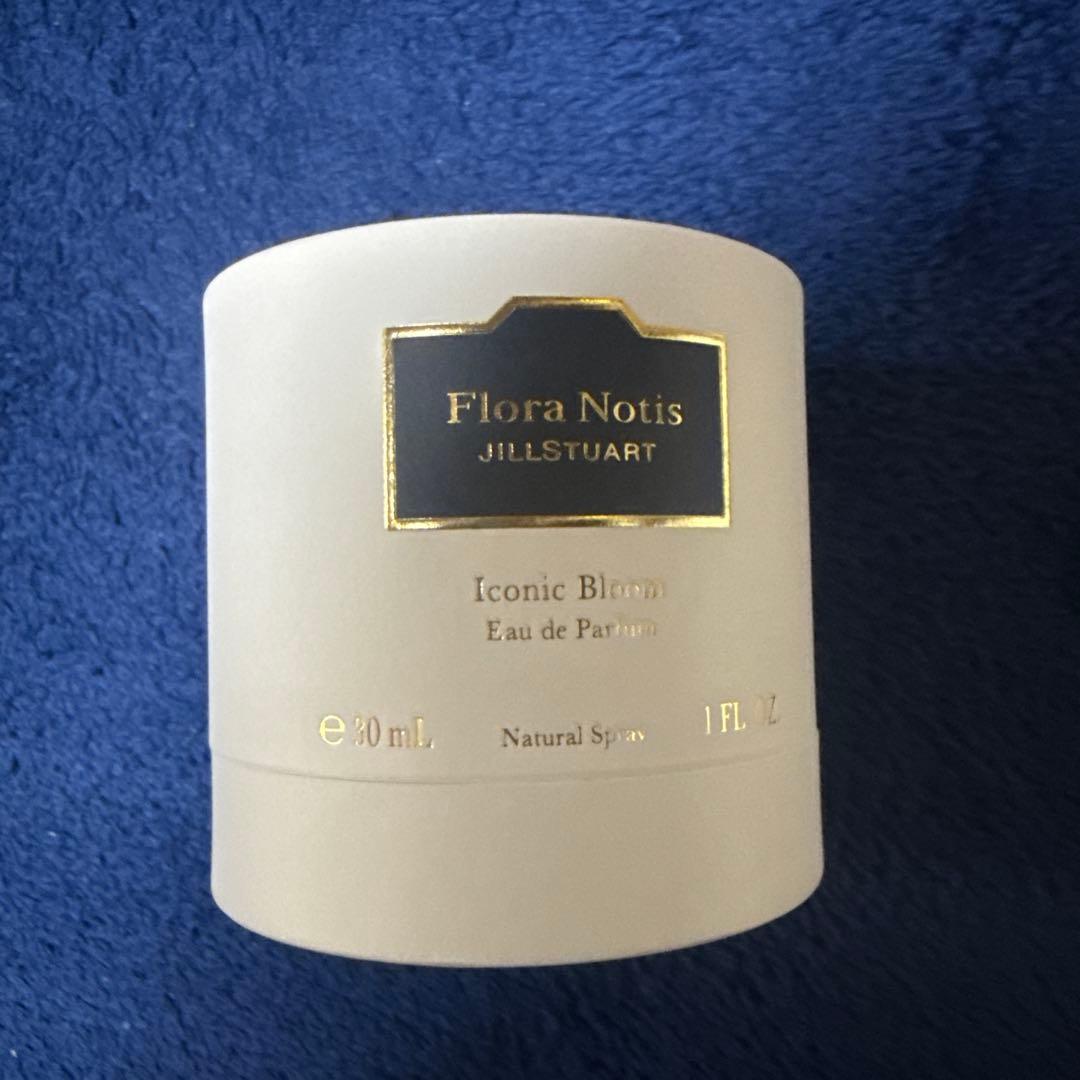 Flora Notis
JILLSTUART
Iconic Bloom
Eau de Parfum
℮ 30 mL Natural Spray 1 FL OZ